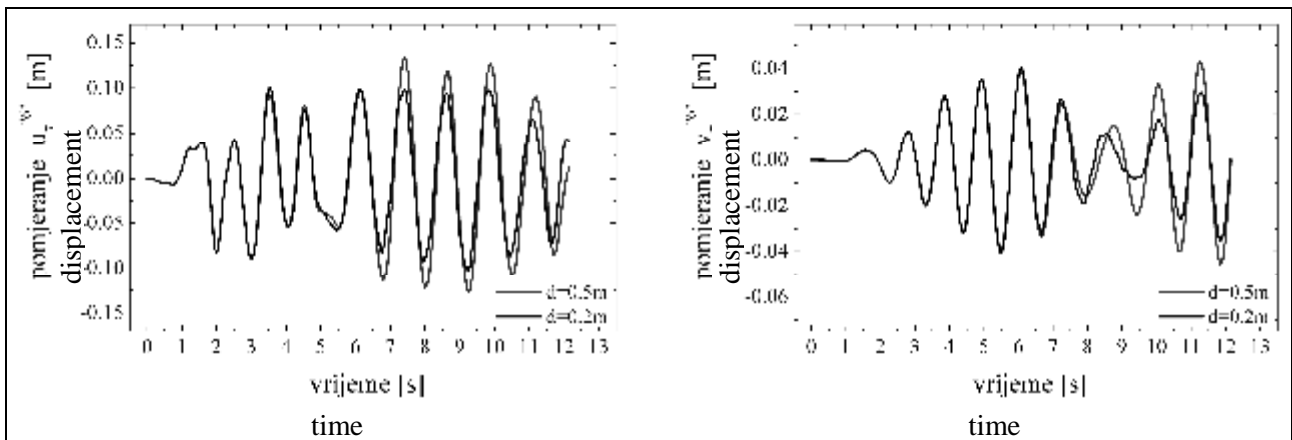 pomjeranje [m]
displacement
0.15
0.10
0.05
0.00
-0.05
-0.10
-0.15
d=0.5m
d=0.2m
0 1 2 3 4 5 6 7 8 9 10 11 12 13
vrijeme [s]
time
pomjeranje [m]
displacement
0.04
0.02
0.00
-0.02
-0.04
-0.06
d=0.5m
d=0.2m
0 1 2 3 4 5 6 7 8 9 10 11 12 13
vrijeme [s]
time